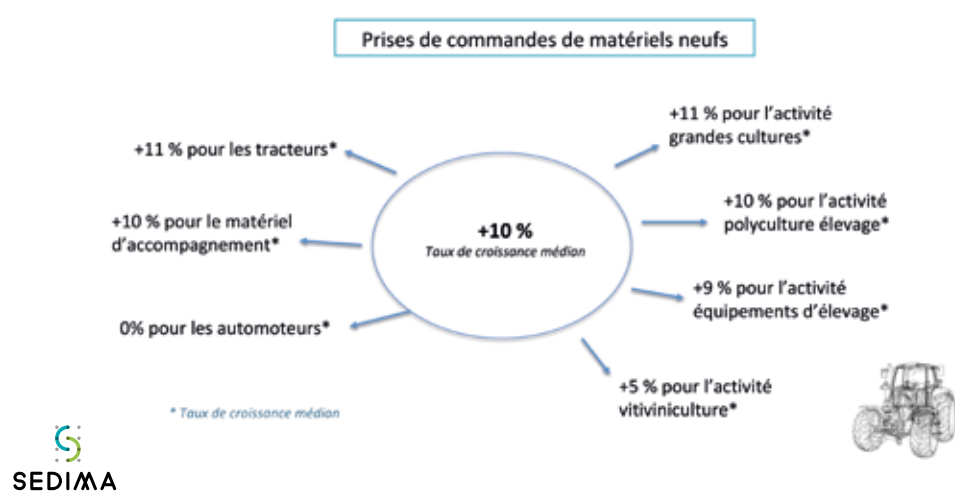 Prises de commandes de matériels neufs
+11 % pour les tracteurs*
+10 % pour le matériel
d'accompagnement*
0% pour les automoteurs*
+10 %
Taux de croissance médian
+11 % pour l'activité
grandes cultures*
+10 % pour l'activité
polyculture élevage*
+9 % pour l'activité
équipements d'élevage*
+5 % pour l'activité
vitiviniculture*
* Taux de croissance médian
SEDIMA